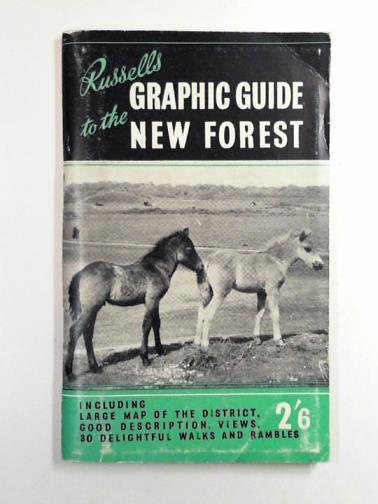 Russells
GRAPHIC GUIDE
to the
NEW FOREST
INCLUDING
LARGE MAP OF THE DISTRICT,
GOOD DESCRIPTION, VIEWS,
30 DELIGHTFUL WALKS AND RAMBLES
2'6